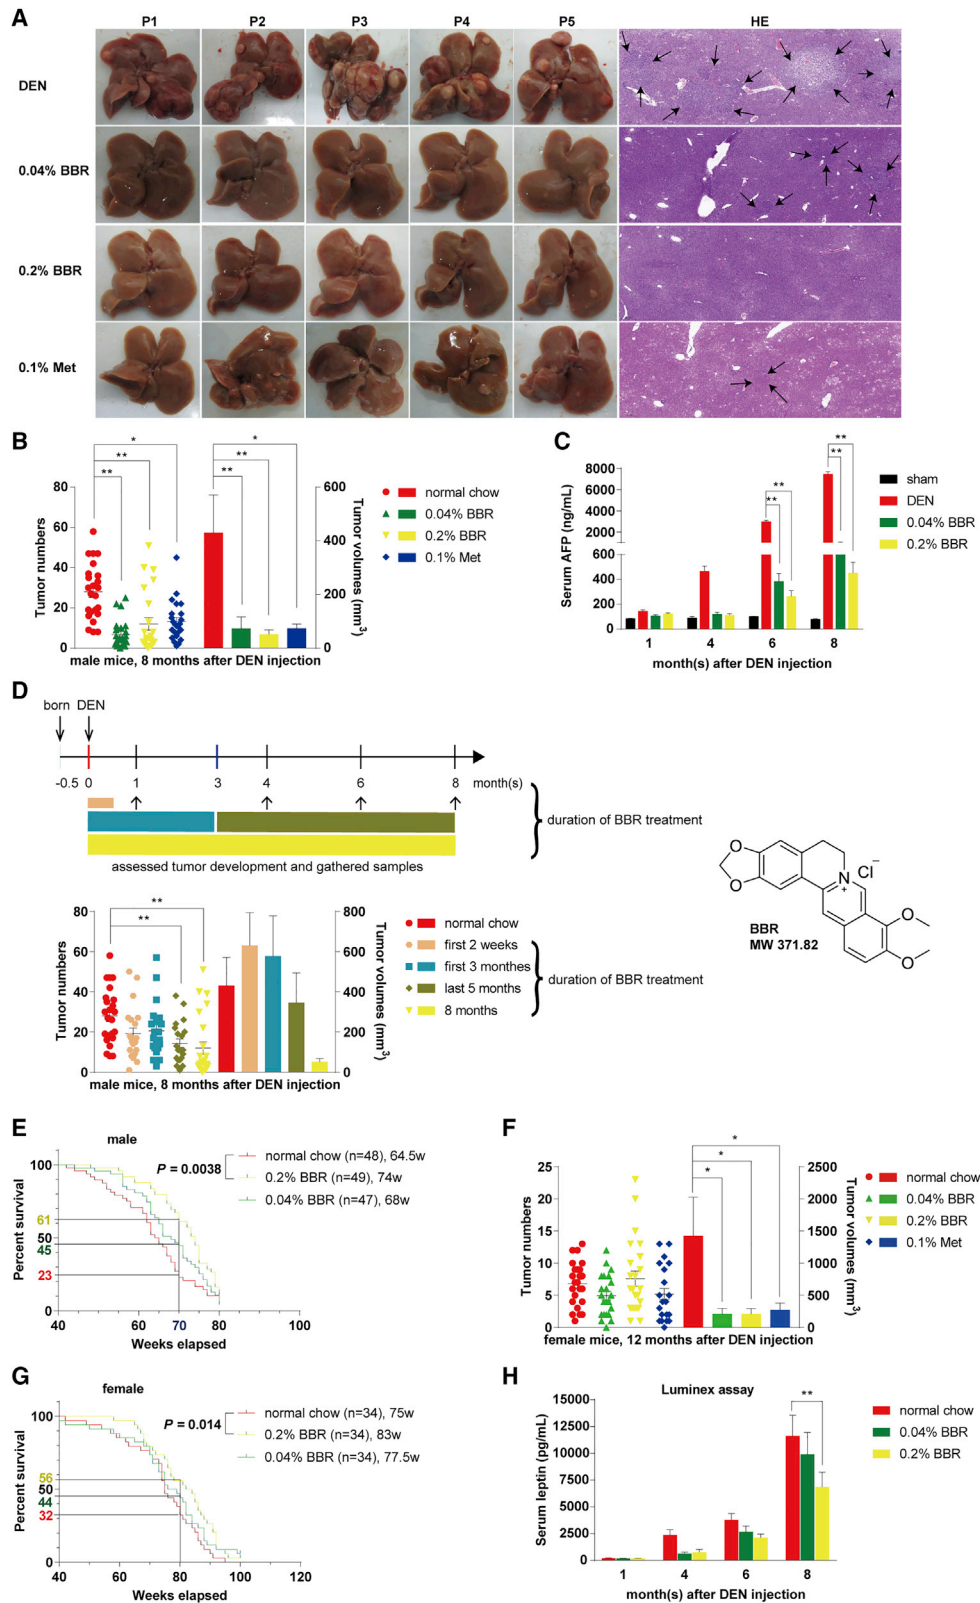 A
P1 P2 P3 P4 P5 HE
DEN
0.04% BBR
0.2% BBR
0.1% Met
B
* *
** **
** **
80 600
60
400
40
200
20
0 0
Tumor numbers
Tumor volumes (mm3)
male mice, 8 months after DEN injection
normal chow
0.04% BBR
0.2% BBR
0.1% Met
C
**
**
**
**
8000
6000
4000
2000
600
400
200
0
Serum AFP (ng/mL)
1 4 6 8
month(s) after DEN injection
sham
DEN
0.04% BBR
0.2% BBR
D
born DEN
-0.5 0 1 3 4 6 8 month(s)
duration of BBR treatment
assessed tumor development and gathered samples
**
**
80 800
60 600
40 400
20 200
0 0
Tumor numbers
Tumor volumes (mm3)
male mice, 8 months after DEN injection
normal chow
first 2 weeks
first 3 monthes
last 5 months
8 months
duration of BBR treatment
O
O
N
+
Cl−
O
O
BBR
MW 371.82
E
male
P = 0.0038
normal chow (n=48), 64.5w
0.2% BBR (n=49), 74w
0.04% BBR (n=47), 68w
100
61
50
45
23
0
Percent survival
40 60 70 80 100
Weeks elapsed
F
*
*
*
25 2500
20 2000
15 1500
10 1000
5 500
0 0
Tumor numbers
Tumor volumes (mm3)
female mice, 12 months after DEN injection
normal chow
0.04% BBR
0.2% BBR
0.1% Met
G
female
P = 0.014
normal chow (n=34), 75w
0.2% BBR (n=34), 83w
0.04% BBR (n=34), 77.5w
100
56
50
44
32
0
Percent survival
40 60 80 100 120
Weeks elapsed
H
Luminex assay
**
15000
12500
10000
7500
5000
2500
0
Serum leptin (pg/mL)
1 4 6 8
month(s) after DEN injection
normal chow
0.04% BBR
0.2% BBR